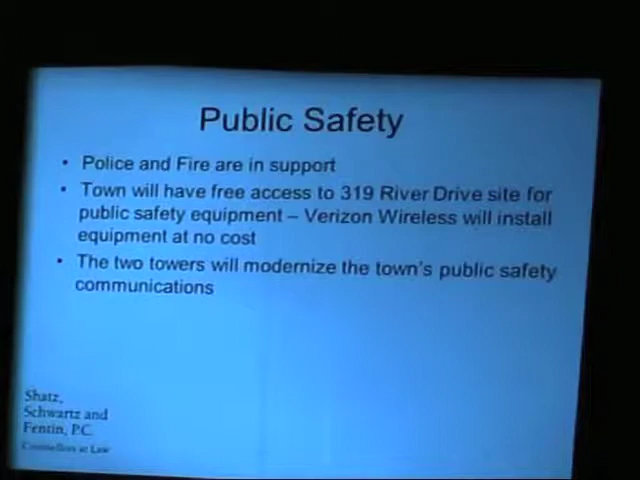 Public Safety
• Police and Fire are in support
• Town will have free access to 319 River Drive site for
public safety equipment – Verizon Wireless will install
equipment at no cost
• The two towers will modernize the town's public safety
communications
Shatz,
Schwartz and
Fentin, P.C.
Counsellors at Law